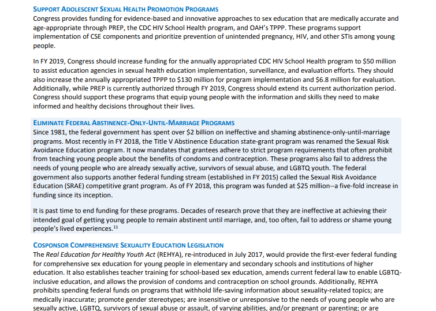 SUPPORT ADOLESCENT SEXUAL HEALTH PROMOTION PROGRAMS
Congress provides funding for evidence-based and innovative approaches to sex education that are medically accurate and
age-appropriate through PREP, the CDC HIV School Health program, and OAH's TPPP. These programs support
implementation of CSE components and prioritize prevention of unintended pregnancy, HIV, and other STIs among young
people.
In FY 2019, Congress should increase funding for the annually appropriated CDC HIV School Health program to $50 million
to assist education agencies in sexual health education implementation, surveillance, and evaluation efforts. They should
also increase the annually appropriated TPPP to $130 million for program implementation and $6.8 million for evaluation.
Additionally, while PREP is currently authorized through FY 2019, Congress should extend its current authorization period.
Congress should support these programs that equip young people with the information and skills they need to make
informed and healthy decisions throughout their lives.
ELIMINATE FEDERAL ABSTINENCE-ONLY-UNTIL-MARRIAGE PROGRAMS
Since 1981, the federal government has spent over $2 billion on ineffective and shaming abstinence-only-until-marriage
programs. Most recently in FY 2018, the Title V Abstinence Education state-grant program was renamed the Sexual Risk
Avoidance Education program. It now mandates that grantees adhere to strict program requirements that often prohibit
from teaching young people about the benefits of condoms and contraception. These programs also fail to address the
needs of young people who are already sexually active, survivors of sexual abuse, and LGBTQ youth. The federal
government also supports another federal funding stream (established in FY 2015) called the Sexual Risk Avoidance
Education (SRAE) competitive grant program. As of FY 2018, this program was funded at $25 million--a five-fold increase in
funding since its inception.
It is past time to end funding for these programs. Decades of research prove that they are ineffective at achieving their
intended goal of getting young people to remain abstinent until marriage, and, too often, fail to address or shame young
people's lived experiences.
COSPONSOR COMPREHENSIVE SEXUALITY EDUCATION LEGISLATION
The Real Education for Healthy Youth Act (REHYA), re-introduced in July 2017, would provide the first-ever federal funding
for comprehensive sex education for young people in elementary and secondary schools and institutions of higher
education. It also establishes teacher training for school-based sex education, amends current federal law to enable LGBTQ-
inclusive education, and allows the provision of condoms and contraception on school grounds. Additionally, REHYA
prohibits spending federal funds on programs that withhold life-saving information about sexuality-related topics; are
medically inaccurate; promote gender stereotypes; are insensitive or unresponsive to the needs of young people who are
sexually active, LGBTQ, survivors of sexual abuse or assault, of varying abilities, and/or pregnant or parenting; or are